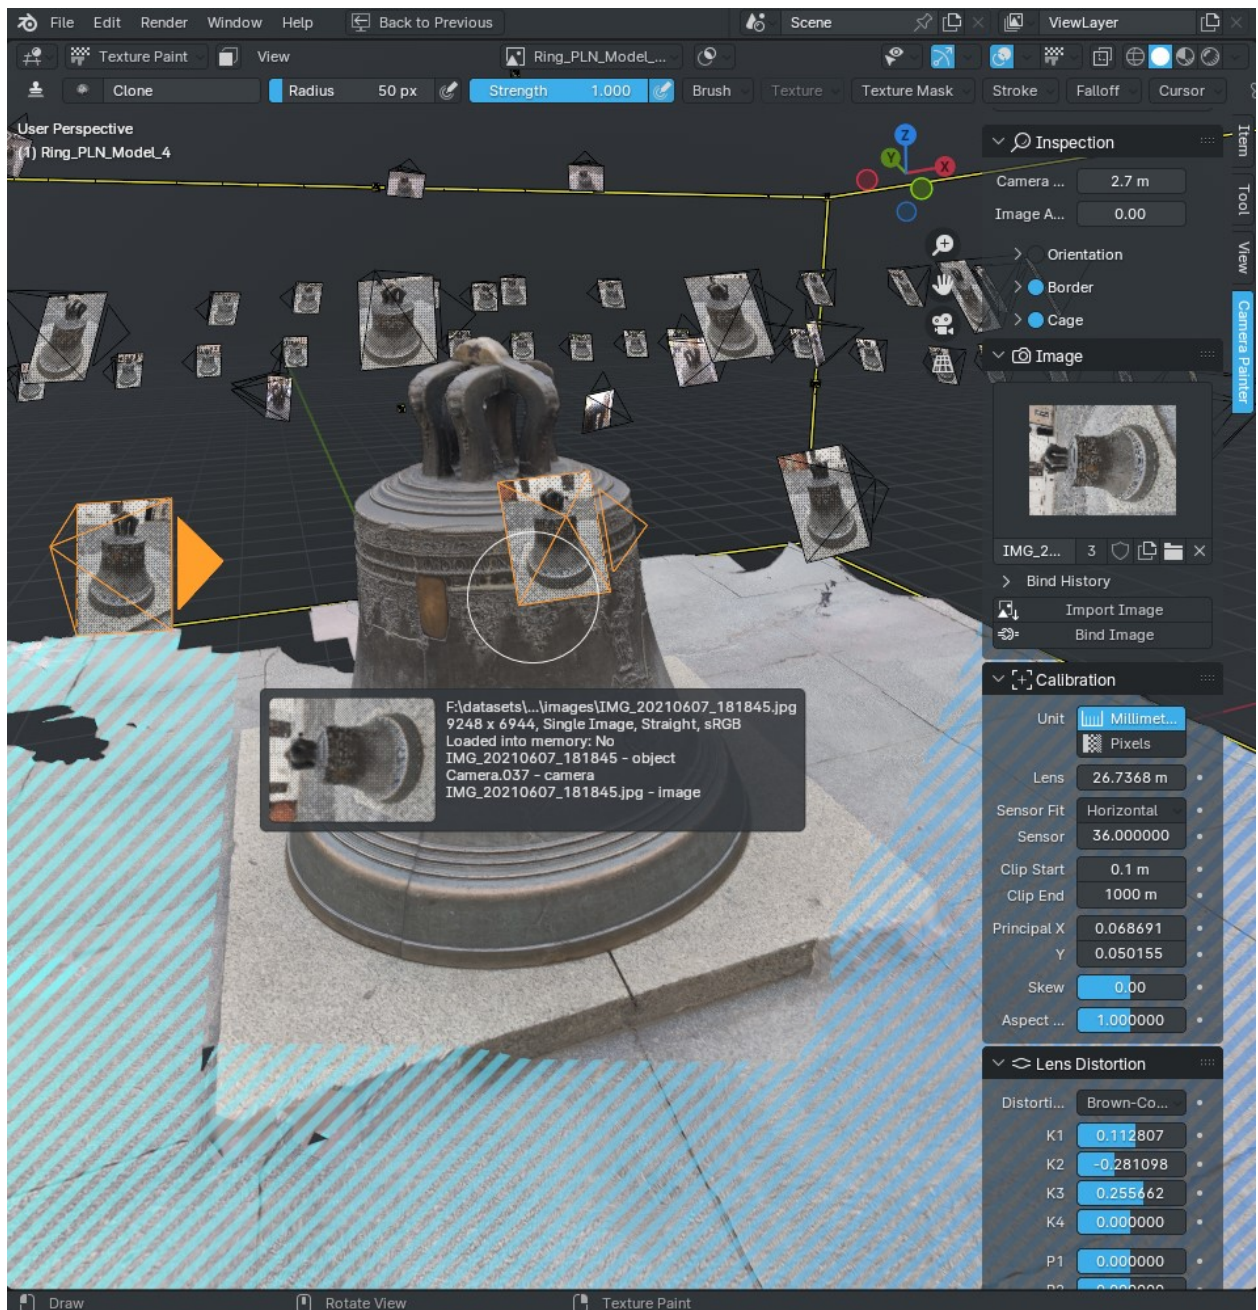 File Edit Render Window Help Back to Previous Scene ViewLayer
Texture Paint View Ring_PLN_Model_...
Clone Radius 50 px Strength 1.000 Brush Texture Texture Mask Stroke Falloff Cursor
User Perspective
(1) Ring_PLN_Model_4
Z
Y
X
Item
Tool
View
Camera Painter
Inspection
Camera ... 2.7 m
Image A... 0.00
Orientation
Border
Cage
Image
IMG_2... 3
Bind History
Import Image
Bind Image
F:\datasets\...\images\IMG_20210607_181845.jpg
9248 x 6944, Single Image, Straight, sRGB
Loaded into memory: No
IMG_20210607_181845 - object
Camera.037 - camera
IMG_20210607_181845.jpg - image
Calibration
Unit Millimet...
Pixels
Lens 26.7368 m
Sensor Fit Horizontal
Sensor 36.000000
Clip Start 0.1 m
Clip End 1000 m
Principal X 0.068691
Y 0.050155
Skew 0.00
Aspect ... 1.000000
Lens Distortion
Distorti... Brown-Co...
K1 0.112807
K2 -0.281098
K3 0.255662
K4 0.000000
P1 0.000000
Draw Rotate View Texture Paint